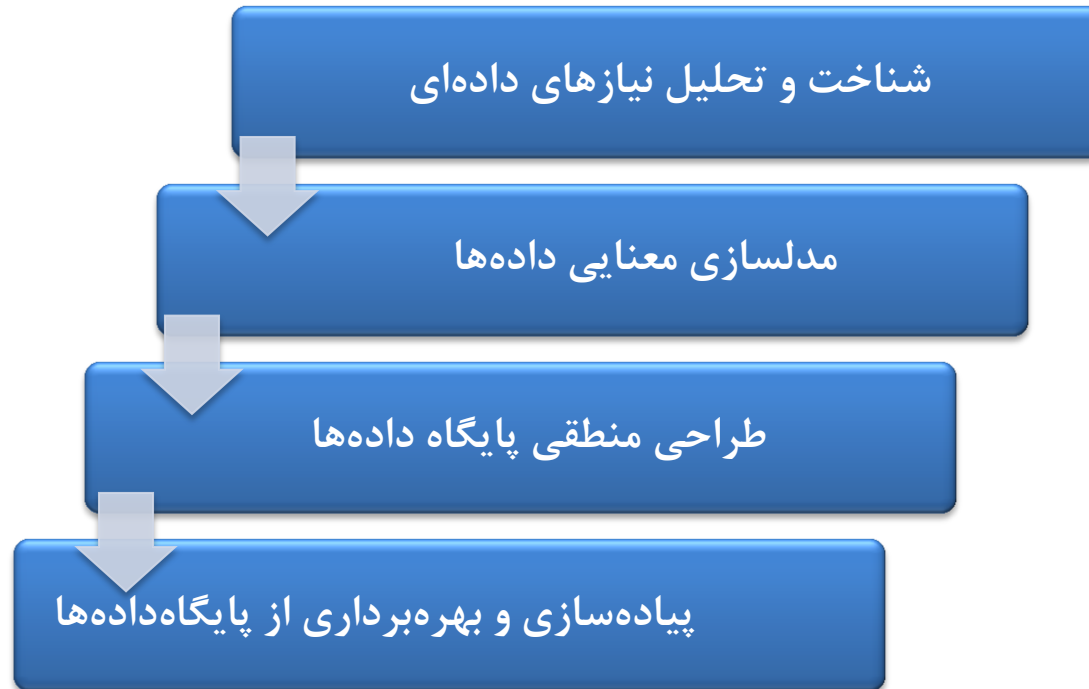 شناخت و تحلیل نیازهای داده‌ای
مدلسازی معنایی داده‌ها
طراحی منطقی پایگاه داده‌ها
پیاده‌سازی و بهره‌برداری از پایگاه‌داده‌ها